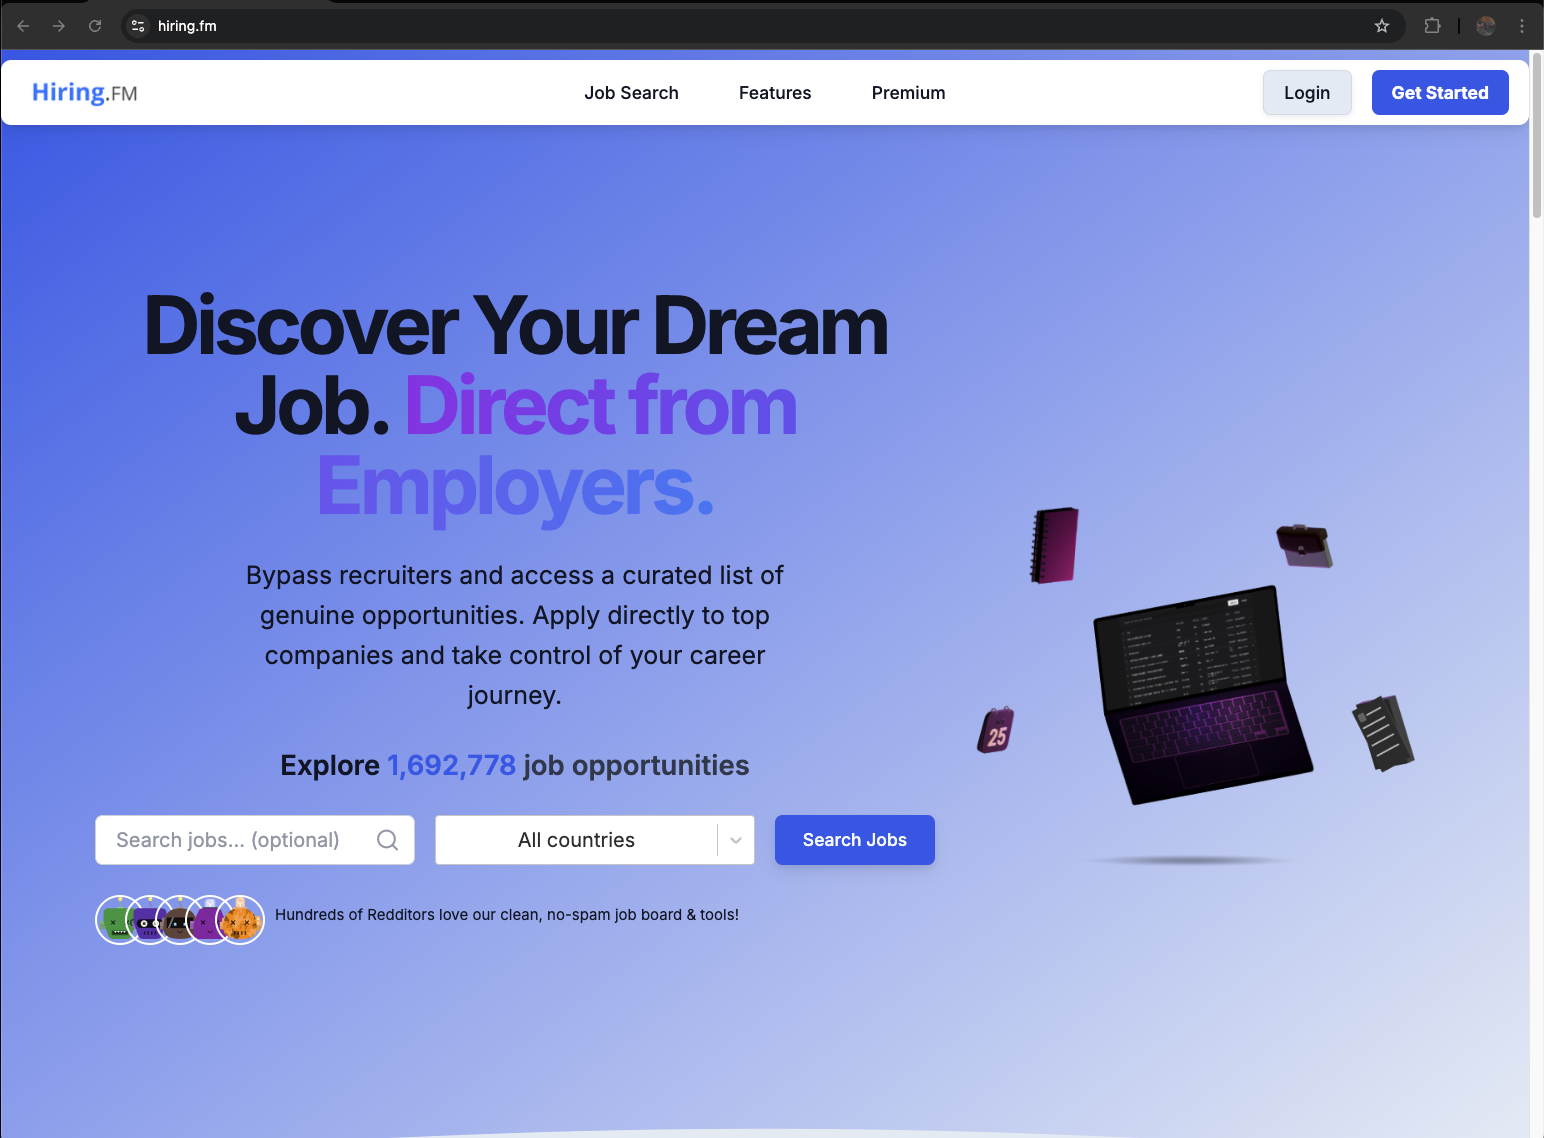 hiring.fm
Hiring.FM
Job Search
Features
Premium
Login
Get Started
Discover Your Dream
Job. Direct from
Employers.
Bypass recruiters and access a curated list of
genuine opportunities. Apply directly to top
companies and take control of your career
journey.
Explore 1,692,778 job opportunities
Search jobs... (optional)
All countries
Search Jobs
Hundreds of Redditors love our clean, no-spam job board & tools!
25